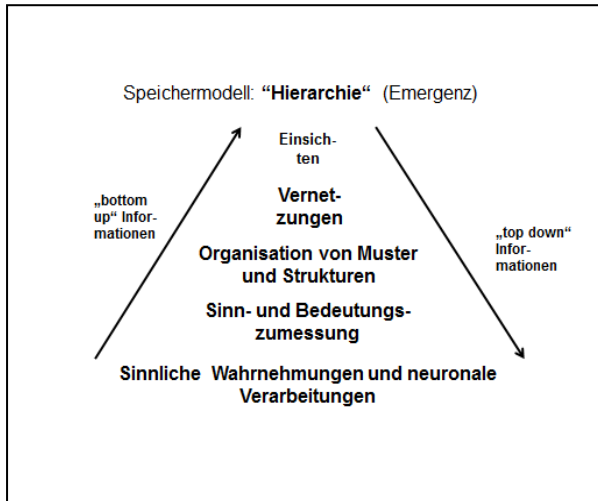 Speichermodell: “Hierarchie“ (Emergenz)
Einsich-
ten
„bottom
up“ Infor-
mationen
Vernet-
zungen
„top down“
Infor-
mationen
Organisation von Muster
und Strukturen
Sinn- und Bedeutungs-
zumessung
Sinnliche Wahrnehmungen und neuronale
Verarbeitungen